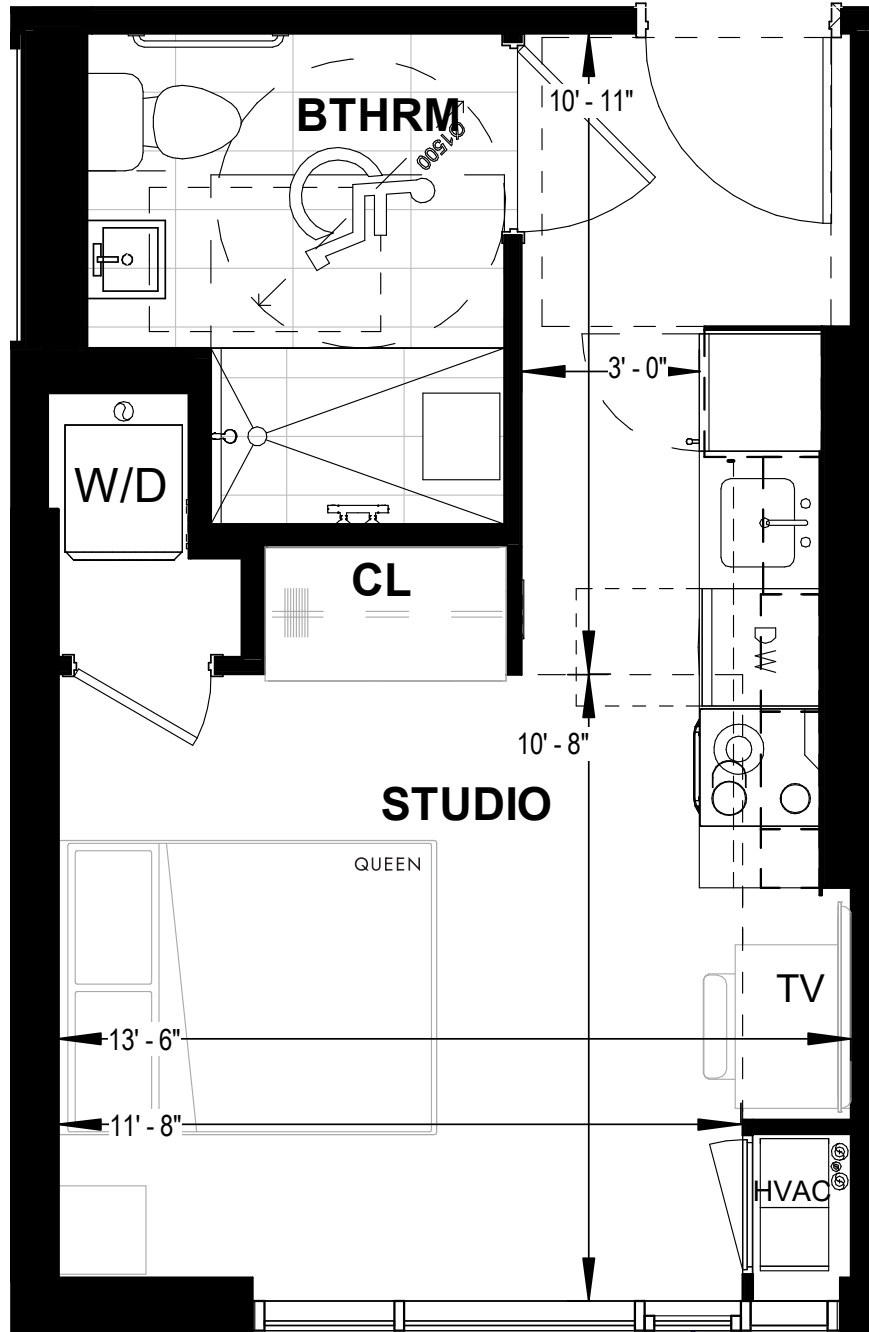 10' - 11"
BTHRM
Ø1500
3' - 0"
W/D
CL
DW
10' - 8"
STUDIO
QUEEN
TV
13' - 6"
11' - 8"
HVAC